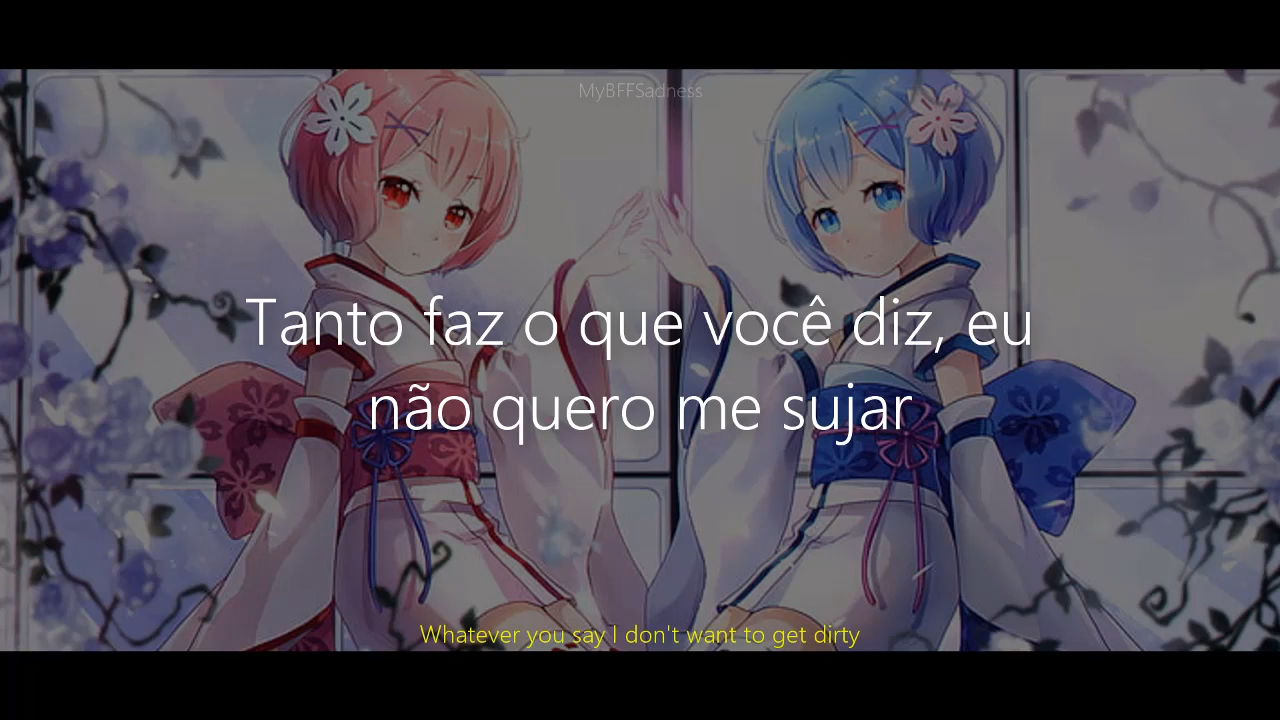 MyBFFSadness
Tanto faz o que você diz, eu
não quero me sujar
Whatever you say I don't want to get dirty